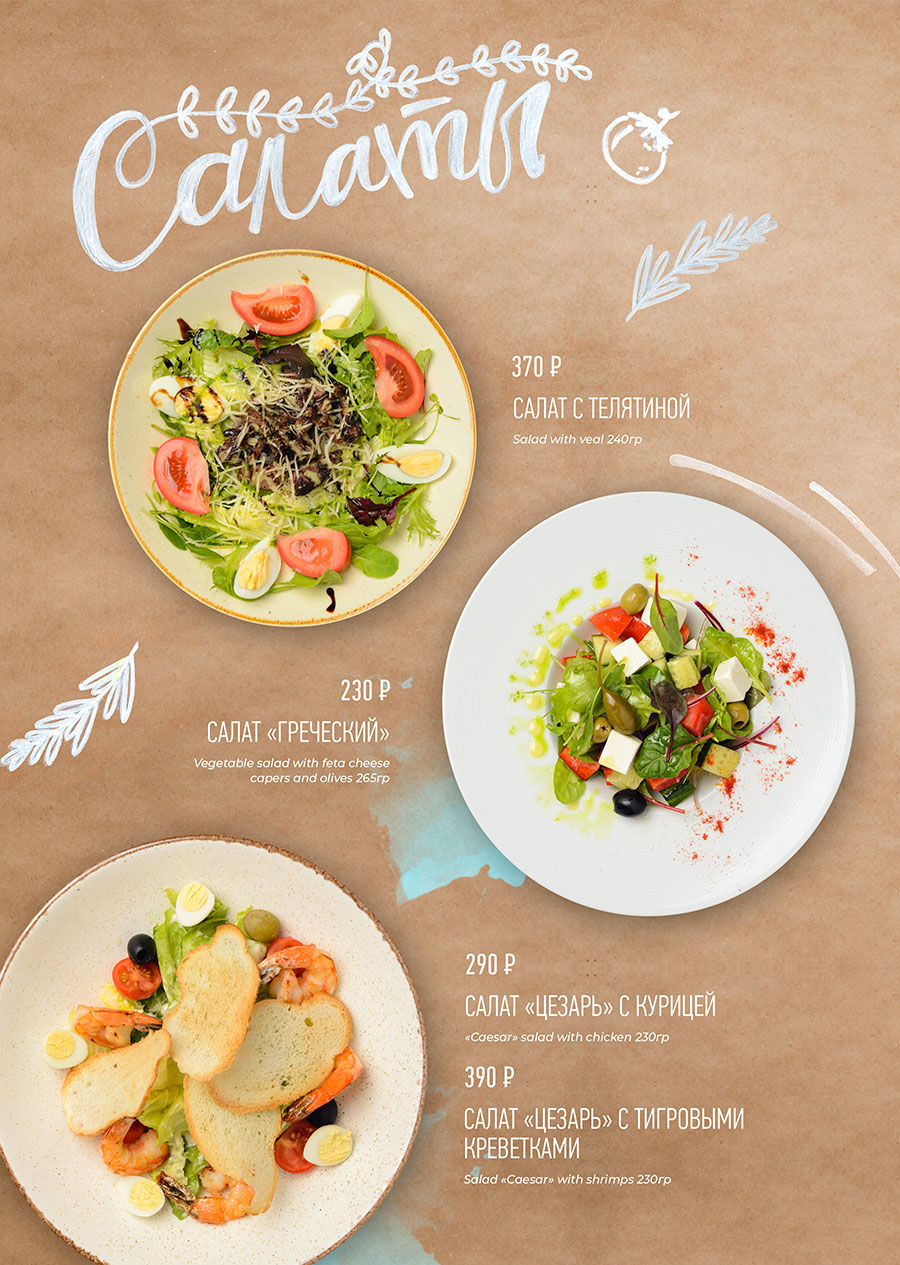 Салаты
370 ₽
САЛАТ С ТЕЛЯТИНОЙ
Salad with veal 240гр
230 ₽
САЛАТ «ГРЕЧЕСКИЙ»
Vegetable salad with feta cheese
capers and olives 265гр
290 ₽
САЛАТ «ЦЕЗАРЬ» С КУРИЦЕЙ
«Caesar» salad with chicken 230гр
390 ₽
САЛАТ «ЦЕЗАРЬ» С ТИГРОВЫМИ
КРЕВЕТКАМИ
Salad «Caesar» with shrimps 230гр